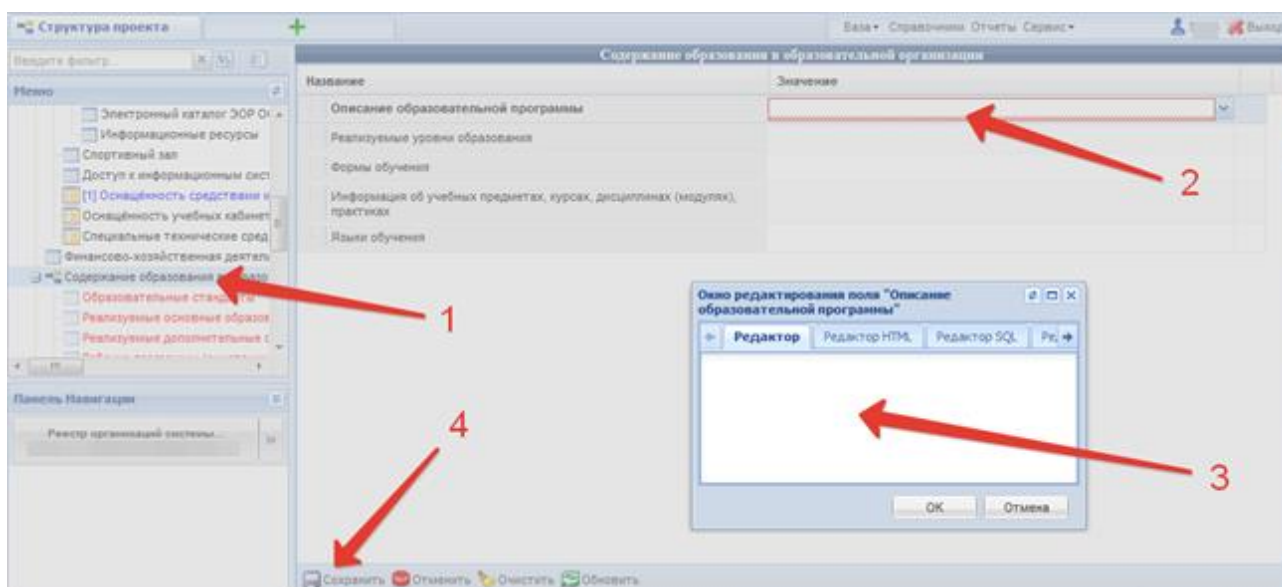 Структура проекта
База Справочники Отчеты Сервис
Выход
Введите фильтр...
Содержание образования в образовательной организации
Меню
Название
Значение
Электронный каталог ЭОР О
Описание образовательной программы
Информационные ресурсы
Реализуемые уровни образования
Спортивный зал
Доступ к информационным сист
Формы обучения
2
[1] Оснащённость средствами и
Информация об учебных предметах, курсах, дисциплинах (модулях), практиках
Оснащённость учебных кабинет
Специальные технические сред
Языки обучения
Финансово-хозяйственная деятель
Содержание образования
Образовательные стандарты
1
Реализуемые основные образов
Реализуемые дополнительные
Окно редактирования поля "Описание
образовательной программы"
Редактор
Редактор HTML
Редактор SQL
Ре
Панель Навигации
Реестр организаций системы...
4
3
OK
Отмена
Сохранить Отменить Очистить Обновить